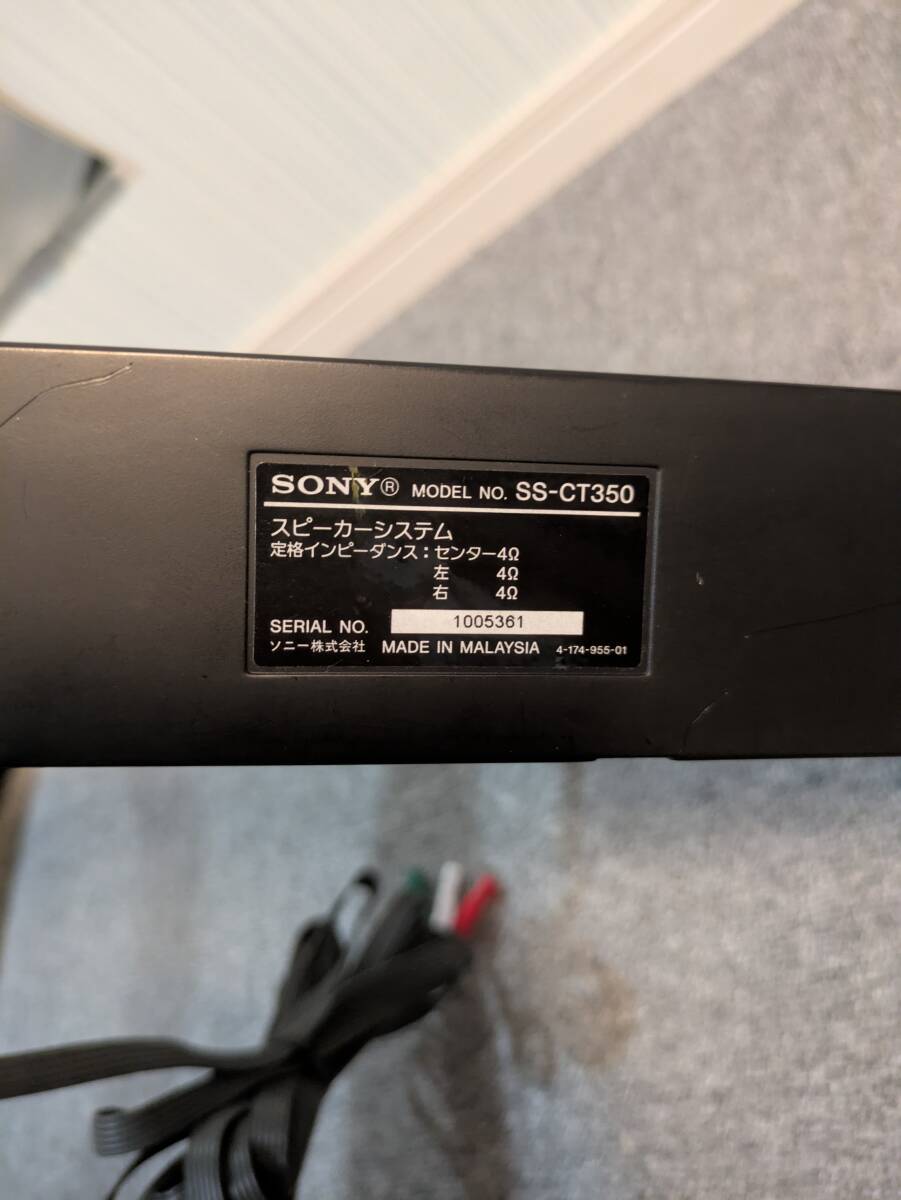 SONY® MODEL NO. SS-CT350
スピーカーシステム
定格インピーダンス：センター4Ω
左 4Ω
右 4Ω
SERIAL NO. 1005361
ソニー株式会社 MADE IN MALAYSIA 4-174-955-01